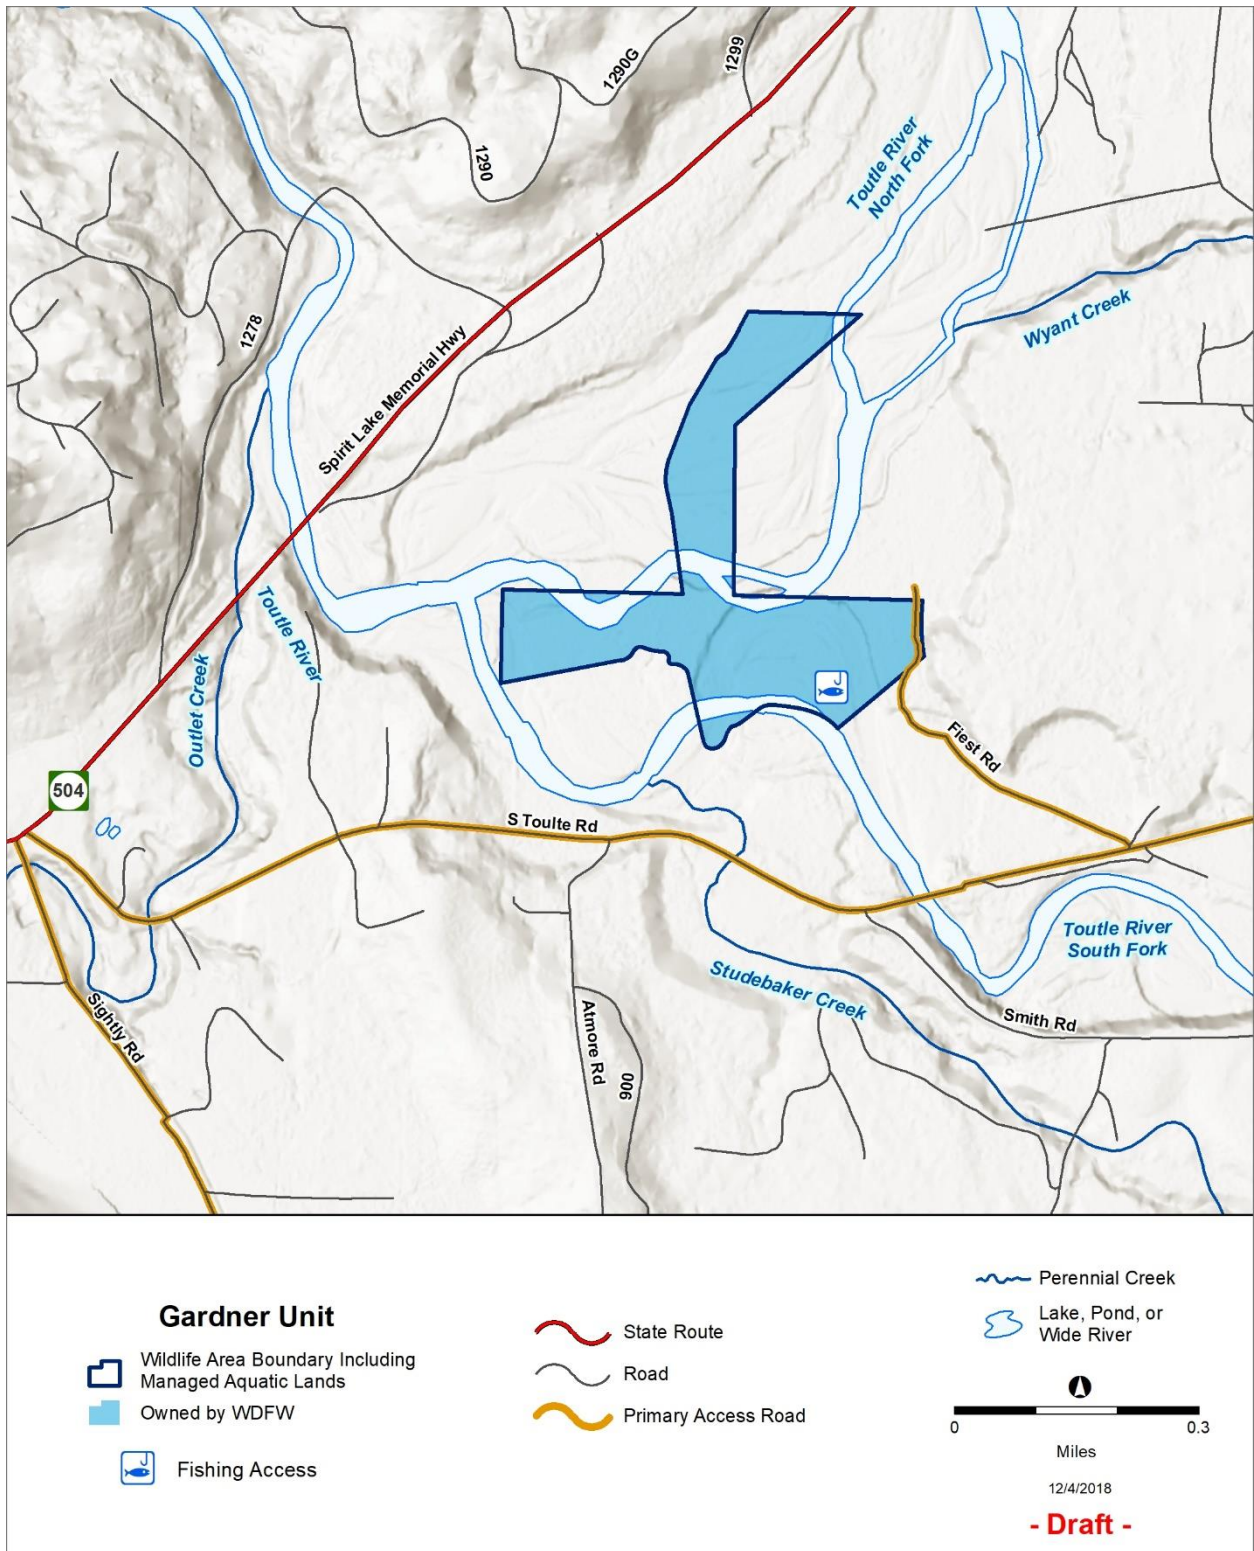 1290G
1299
1290
Toutle River
North Fork
Wyant Creek
1278
Spirit Lake Memorial Hwy
Toutle River
Outlet Creek
Fiest Rd
504
S Toulte Rd
Toutle River
South Fork
Studebaker Creek
Smith Rd
Sightly Rd
Atmore Rd
900
Gardner Unit
Wildlife Area Boundary Including
Managed Aquatic Lands
Owned by WDFW
Fishing Access
State Route
Road
Primary Access Road
Perennial Creek
Lake, Pond, or
Wide River
0 0.3
Miles
12/4/2018
- Draft -